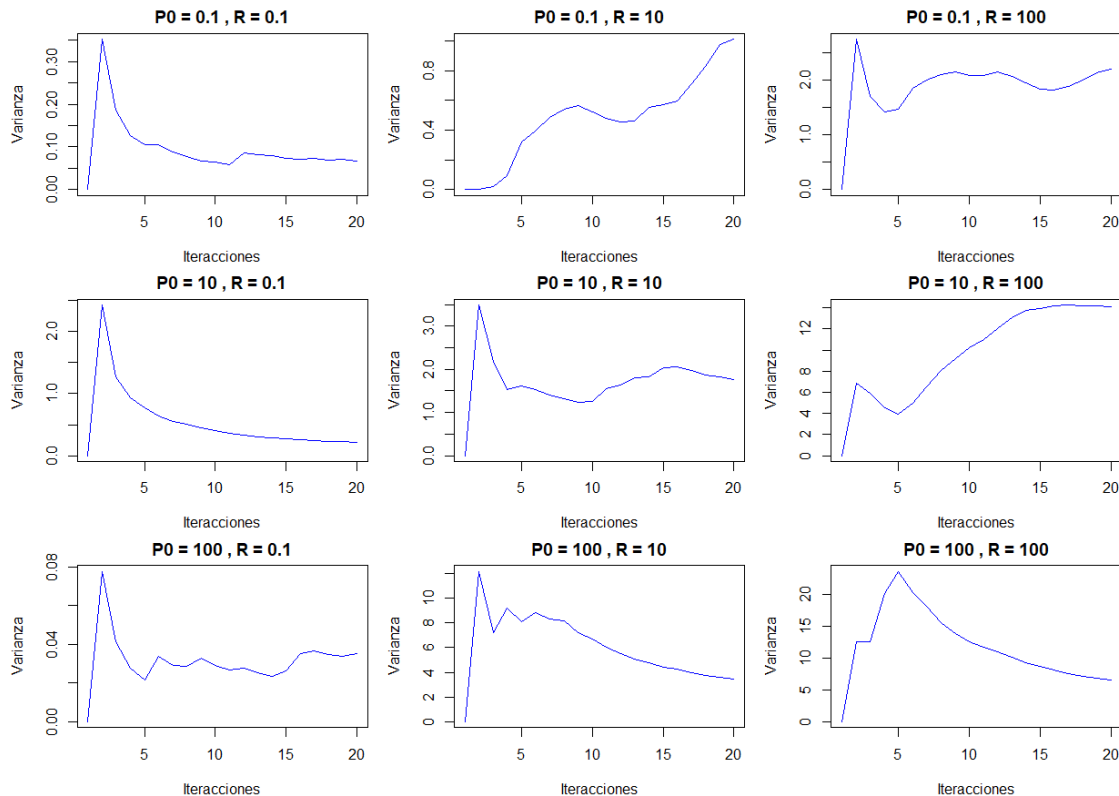 P0 = 0.1 , R = 0.1
Varianza
0.00 0.10 0.20 0.30
5 10 15 20
Iteracciones
P0 = 0.1 , R = 10
Varianza
0.0 0.4 0.8
5 10 15 20
Iteracciones
P0 = 0.1 , R = 100
Varianza
0.0 1.0 2.0
5 10 15 20
Iteracciones
P0 = 10 , R = 0.1
Varianza
0.0 1.0 2.0
5 10 15 20
Iteracciones
P0 = 10 , R = 10
Varianza
0.0 1.0 2.0 3.0
5 10 15 20
Iteracciones
P0 = 10 , R = 100
Varianza
0 2 4 6 8 12
5 10 15 20
Iteracciones
P0 = 100 , R = 0.1
Varianza
0.00 0.04 0.08
5 10 15 20
Iteracciones
P0 = 100 , R = 10
Varianza
0 2 4 6 8 10
5 10 15 20
Iteracciones
P0 = 100 , R = 100
Varianza
0 5 10 15 20
5 10 15 20
Iteracciones